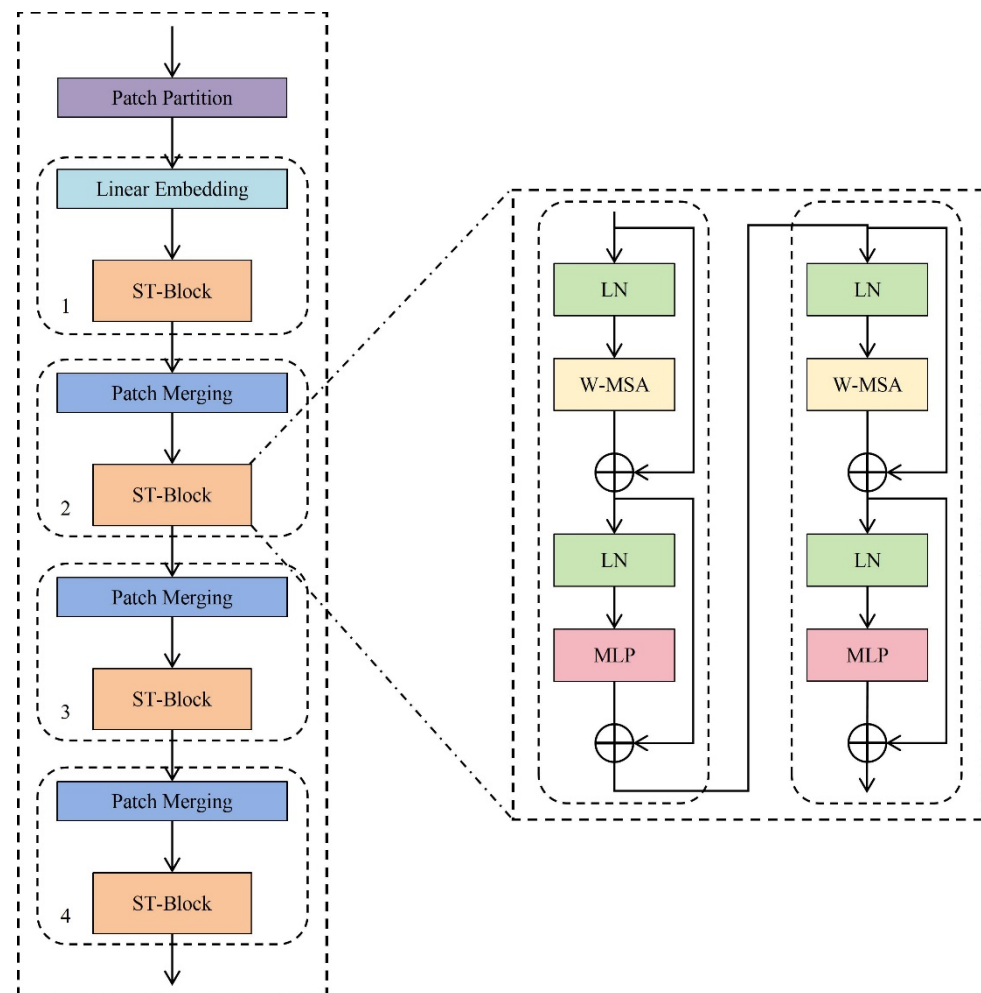 Patch Partition
Linear Embedding
ST-Block
1
Patch Merging
ST-Block
2
Patch Merging
ST-Block
3
Patch Merging
ST-Block
4
LN
W-MSA
LN
MLP
LN
W-MSA
LN
MLP